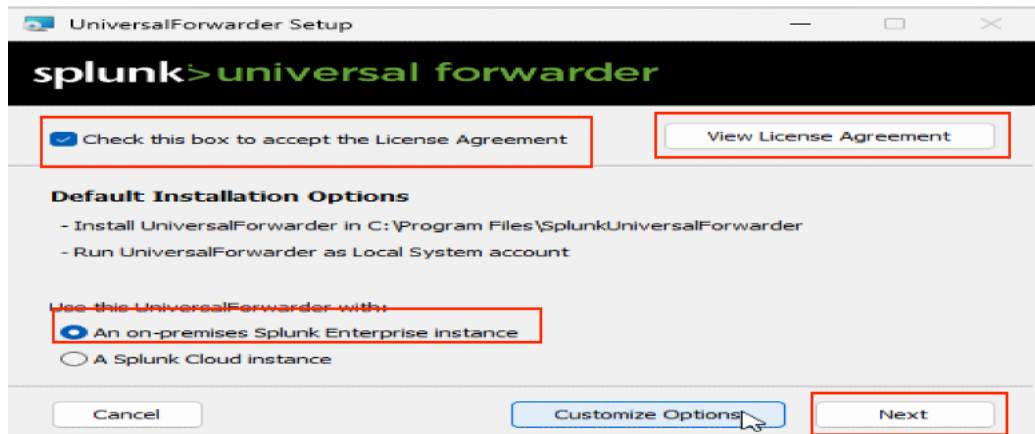 UniversalForwarder Setup
splunk>universal forwarder
Check this box to accept the License Agreement
View License Agreement
Default Installation Options
- Install UniversalForwarder in C:\Program Files\SplunkUniversalForwarder
- Run UniversalForwarder as Local System account
Use this UniversalForwarder with:
An on-premises Splunk Enterprise instance
A Splunk Cloud instance
Cancel
Customize Options
Next